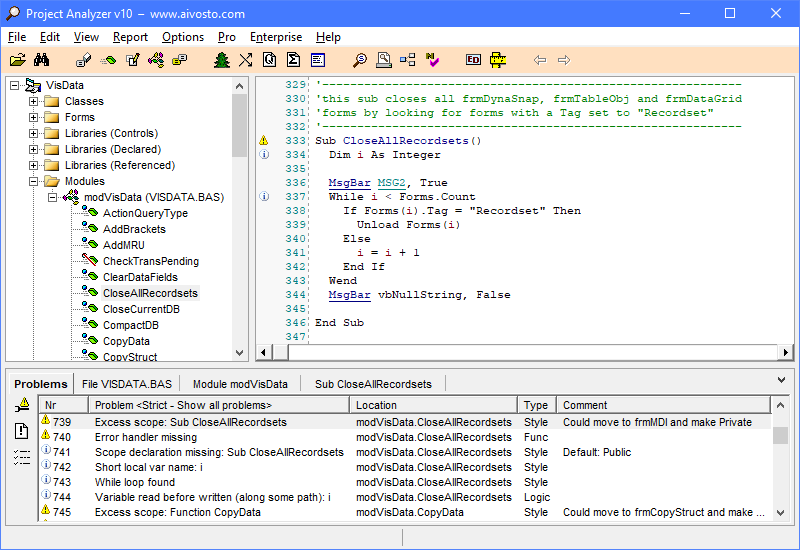 Project Analyzer v10 - www.aivosto.com
File Edit View Report Options Pro Enterprise Help
VisData
Classes
Forms
Libraries (Controls)
Libraries (Declared)
Libraries (Referenced)
Modules
modVisData (VISDATA.BAS)
ActionQueryType
AddBrackets
AddMRU
CheckTransPending
ClearDataFields
CloseAllRecordsets
CloseCurrentDB
CompactDB
CopyData
CopyStruct
329 '------------------------------------------------------------
330 'this sub closes all frmDynaSnap, frmTableObj and frmDataGrid
331 'forms by looking for forms with a Tag set to "Recordset"
332 '------------------------------------------------------------
333 Sub CloseAllRecordsets()
334 Dim i As Integer
335
336 MsgBar MSG2, True
337 While i < Forms.Count
338 If Forms(i).Tag = "Recordset" Then
339 Unload Forms(i)
340 Else
341 i = i + 1
342 End If
343 Wend
344 MsgBar vbNullString, False
345
346 End Sub
347
Problems File VISDATA.BAS Module modVisData Sub CloseAllRecordsets
Nr Problem <Strict - Show all problems> Location Type Comment
739 Excess scope: Sub CloseAllRecordsets modVisData.CloseAllRecordsets Style Could move to frmMDI and make Private
740 Error handler missing modVisData.CloseAllRecordsets Func
741 Scope declaration missing: Sub CloseAllRecordsets modVisData.CloseAllRecordsets Style Default: Public
742 Short local var name: i modVisData.CloseAllRecordsets Style
743 While loop found modVisData.CloseAllRecordsets Style
744 Variable read before written (along some path): i modVisData.CloseAllRecordsets Logic
745 Excess scope: Function CopyData modVisData.CopyData Style Could move to frmCopyStruct and make ...